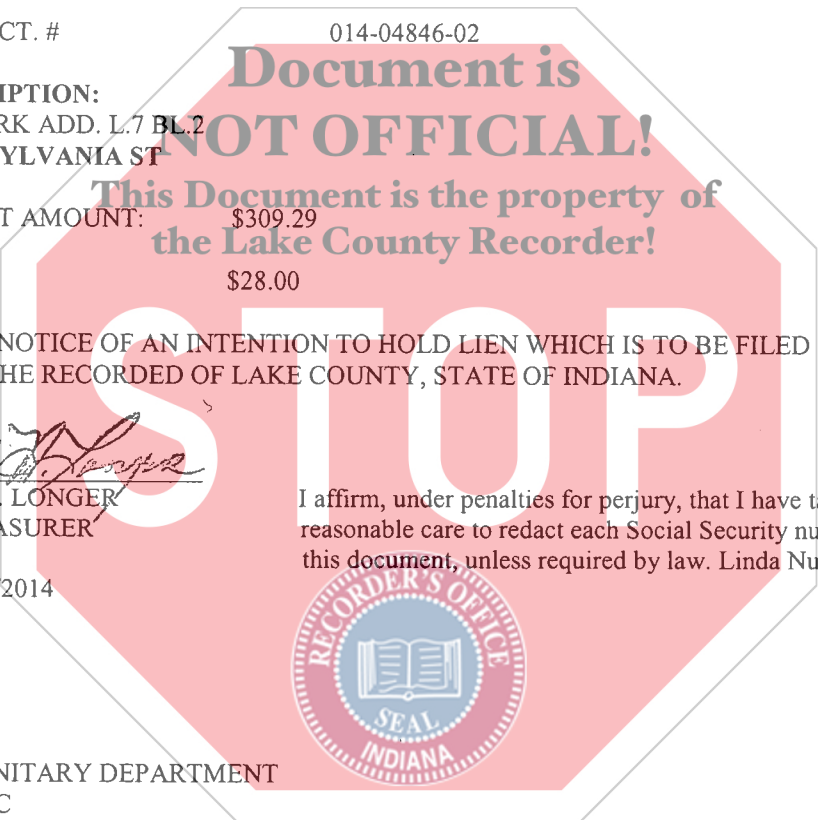 CT. # 014-04846-02
Document is
IPTION:
RK ADD. L.7 BL.2
NOT OFFICIAL!
YLVANIA ST
This Document is the property of
T AMOUNT: $309.29
the Lake County Recorder!
$28.00
STOP
NOTICE OF AN INTENTION TO HOLD LIEN WHICH IS TO BE FILED
HE RECORDED OF LAKE COUNTY, STATE OF INDIANA.
. LONGER
ASURER
I affirm, under penalties for perjury, that I have ta
reasonable care to redact each Social Security nu
this document, unless required by law. Linda Nu
2014
RECORDER'S OFFICE
SEAL
INDIANA
NITARY DEPARTMENT
C